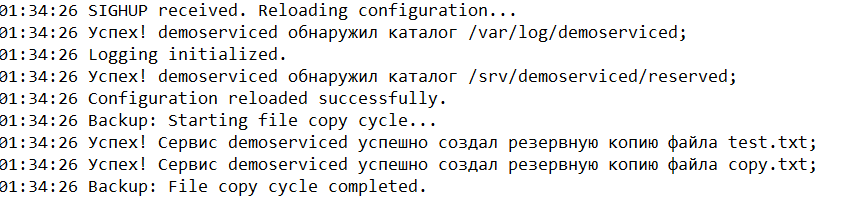 01:34:26 SIGHUP received. Reloading configuration...
01:34:26 Успех! demoserviced обнаружил каталог /var/log/demoserviced;
01:34:26 Logging initialized.
01:34:26 Успех! demoserviced обнаружил каталог /srv/demoserviced/reserved;
01:34:26 Configuration reloaded successfully.
01:34:26 Backup: Starting file copy cycle...
01:34:26 Успех! Сервис demoserviced успешно создал резервную копию файла test.txt;
01:34:26 Успех! Сервис demoserviced успешно создал резервную копию файла copy.txt;
01:34:26 Backup: File copy cycle completed.